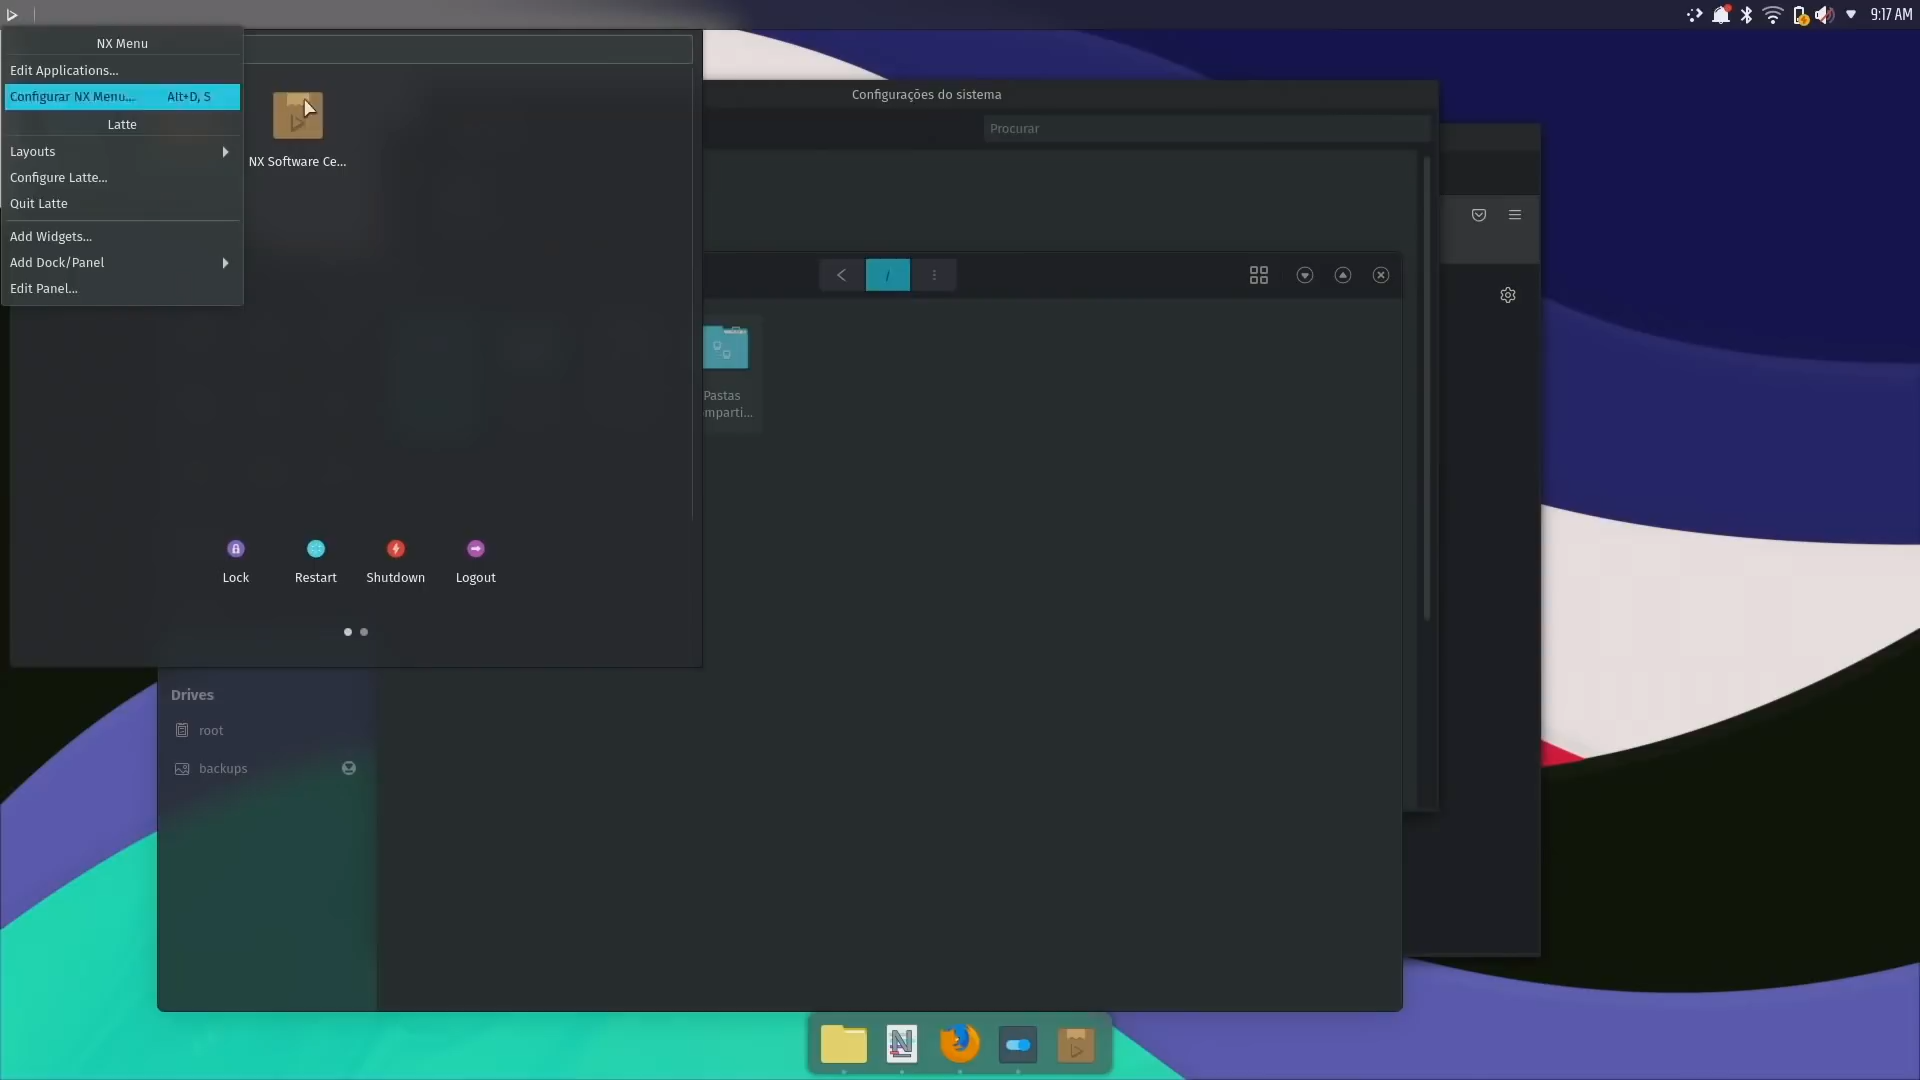 9:17 AM
NX Menu
Edit Applications...
Configurar NX Menu... Alt+D, S
Latte
Layouts
Configure Latte...
Quit Latte
Add Widgets...
Add Dock/Panel
Edit Panel...
NX Software Ce...
Lock
Restart
Shutdown
Logout
Configurações do sistema
Procurar
/
Pastas
mparti...
Drives
root
backups